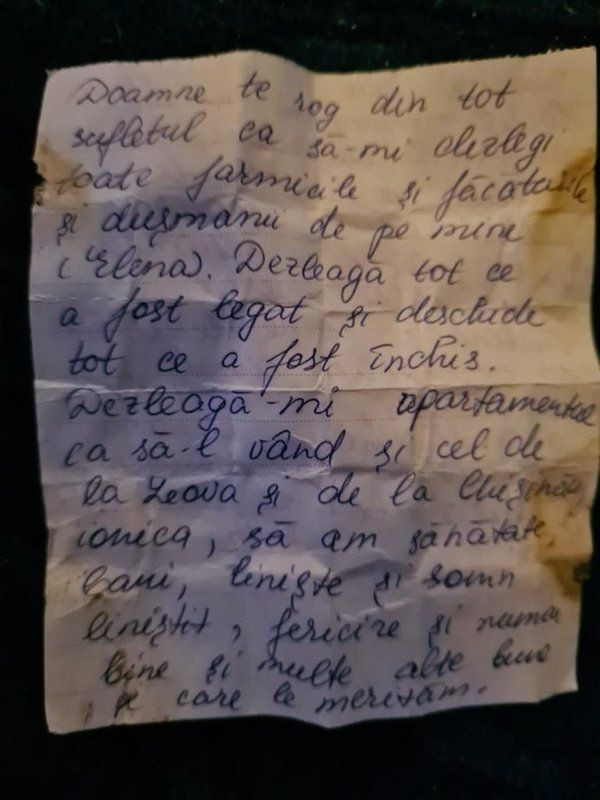 Doamne te rog din tot
sufletul ca să-mi dezlegi
toate farmicile și făcăturile
și dușmanii de pe mine
(Elena). Dezleagă tot ce
a fost legat și deschide
tot ce a fost închis.
Dezleagă-mi apartamentul
ca să-l vând și cel de
la Leova și de la Chișinău
ionica, să am sănătate,
bani, liniște și somn
liniștit, fericire și numai
bine și multe alte bune
pe care le merităm.